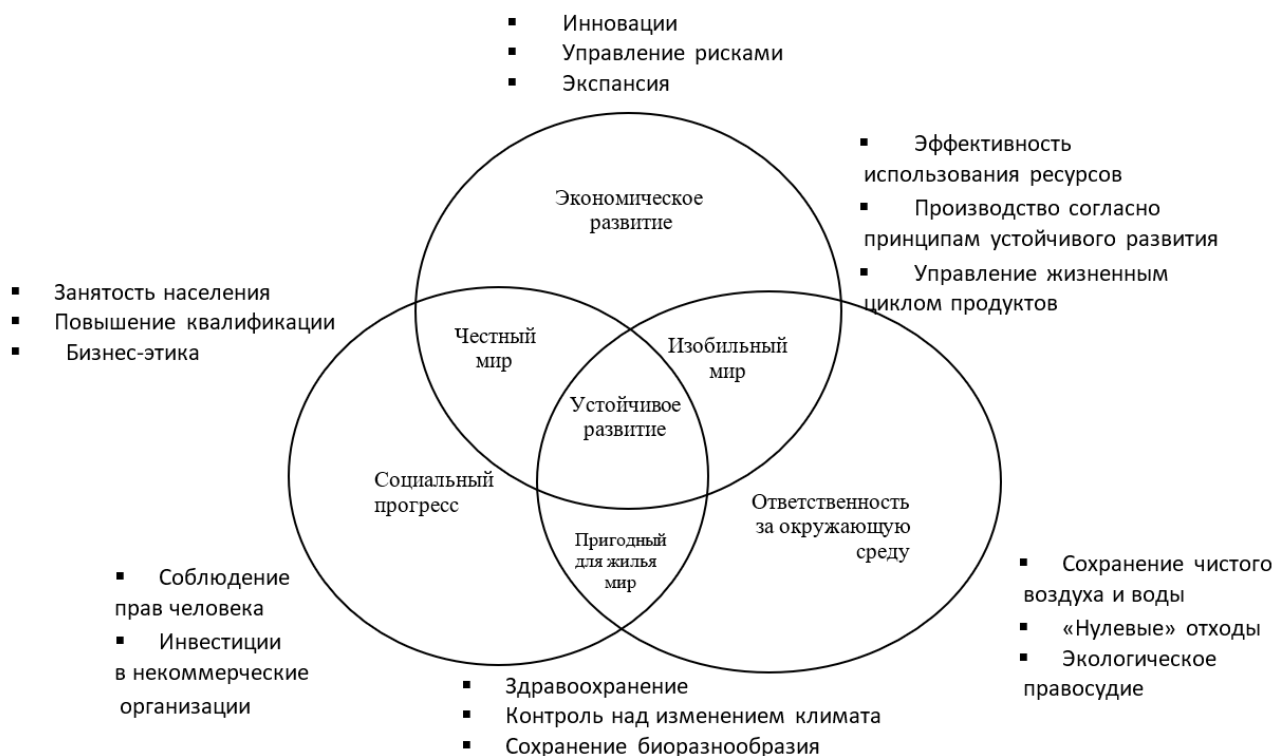 ▪ Инновации
▪ Управление рисками
▪ Экспансия
▪ Эффективность
использования ресурсов
▪ Производство согласно
принципам устойчивого развития
▪ Управление жизненным
циклом продуктов
Экономическое
развитие
▪ Занятость населения
▪ Повышение квалификации
▪ Бизнес-этика
Честный
мир
Изобильный
мир
Устойчивое
развитие
Социальный
прогресс
Ответственность
за окружающую
среду
Пригодный
для жилья
мир
▪ Соблюдение
прав человека
▪ Инвестиции
в некоммерческие
организации
▪ Сохранение чистого
воздуха и воды
▪ «Нулевые» отходы
▪ Экологическое
правосудие
▪ Здравоохранение
▪ Контроль над изменением климата
▪ Сохранение биоразнообразия